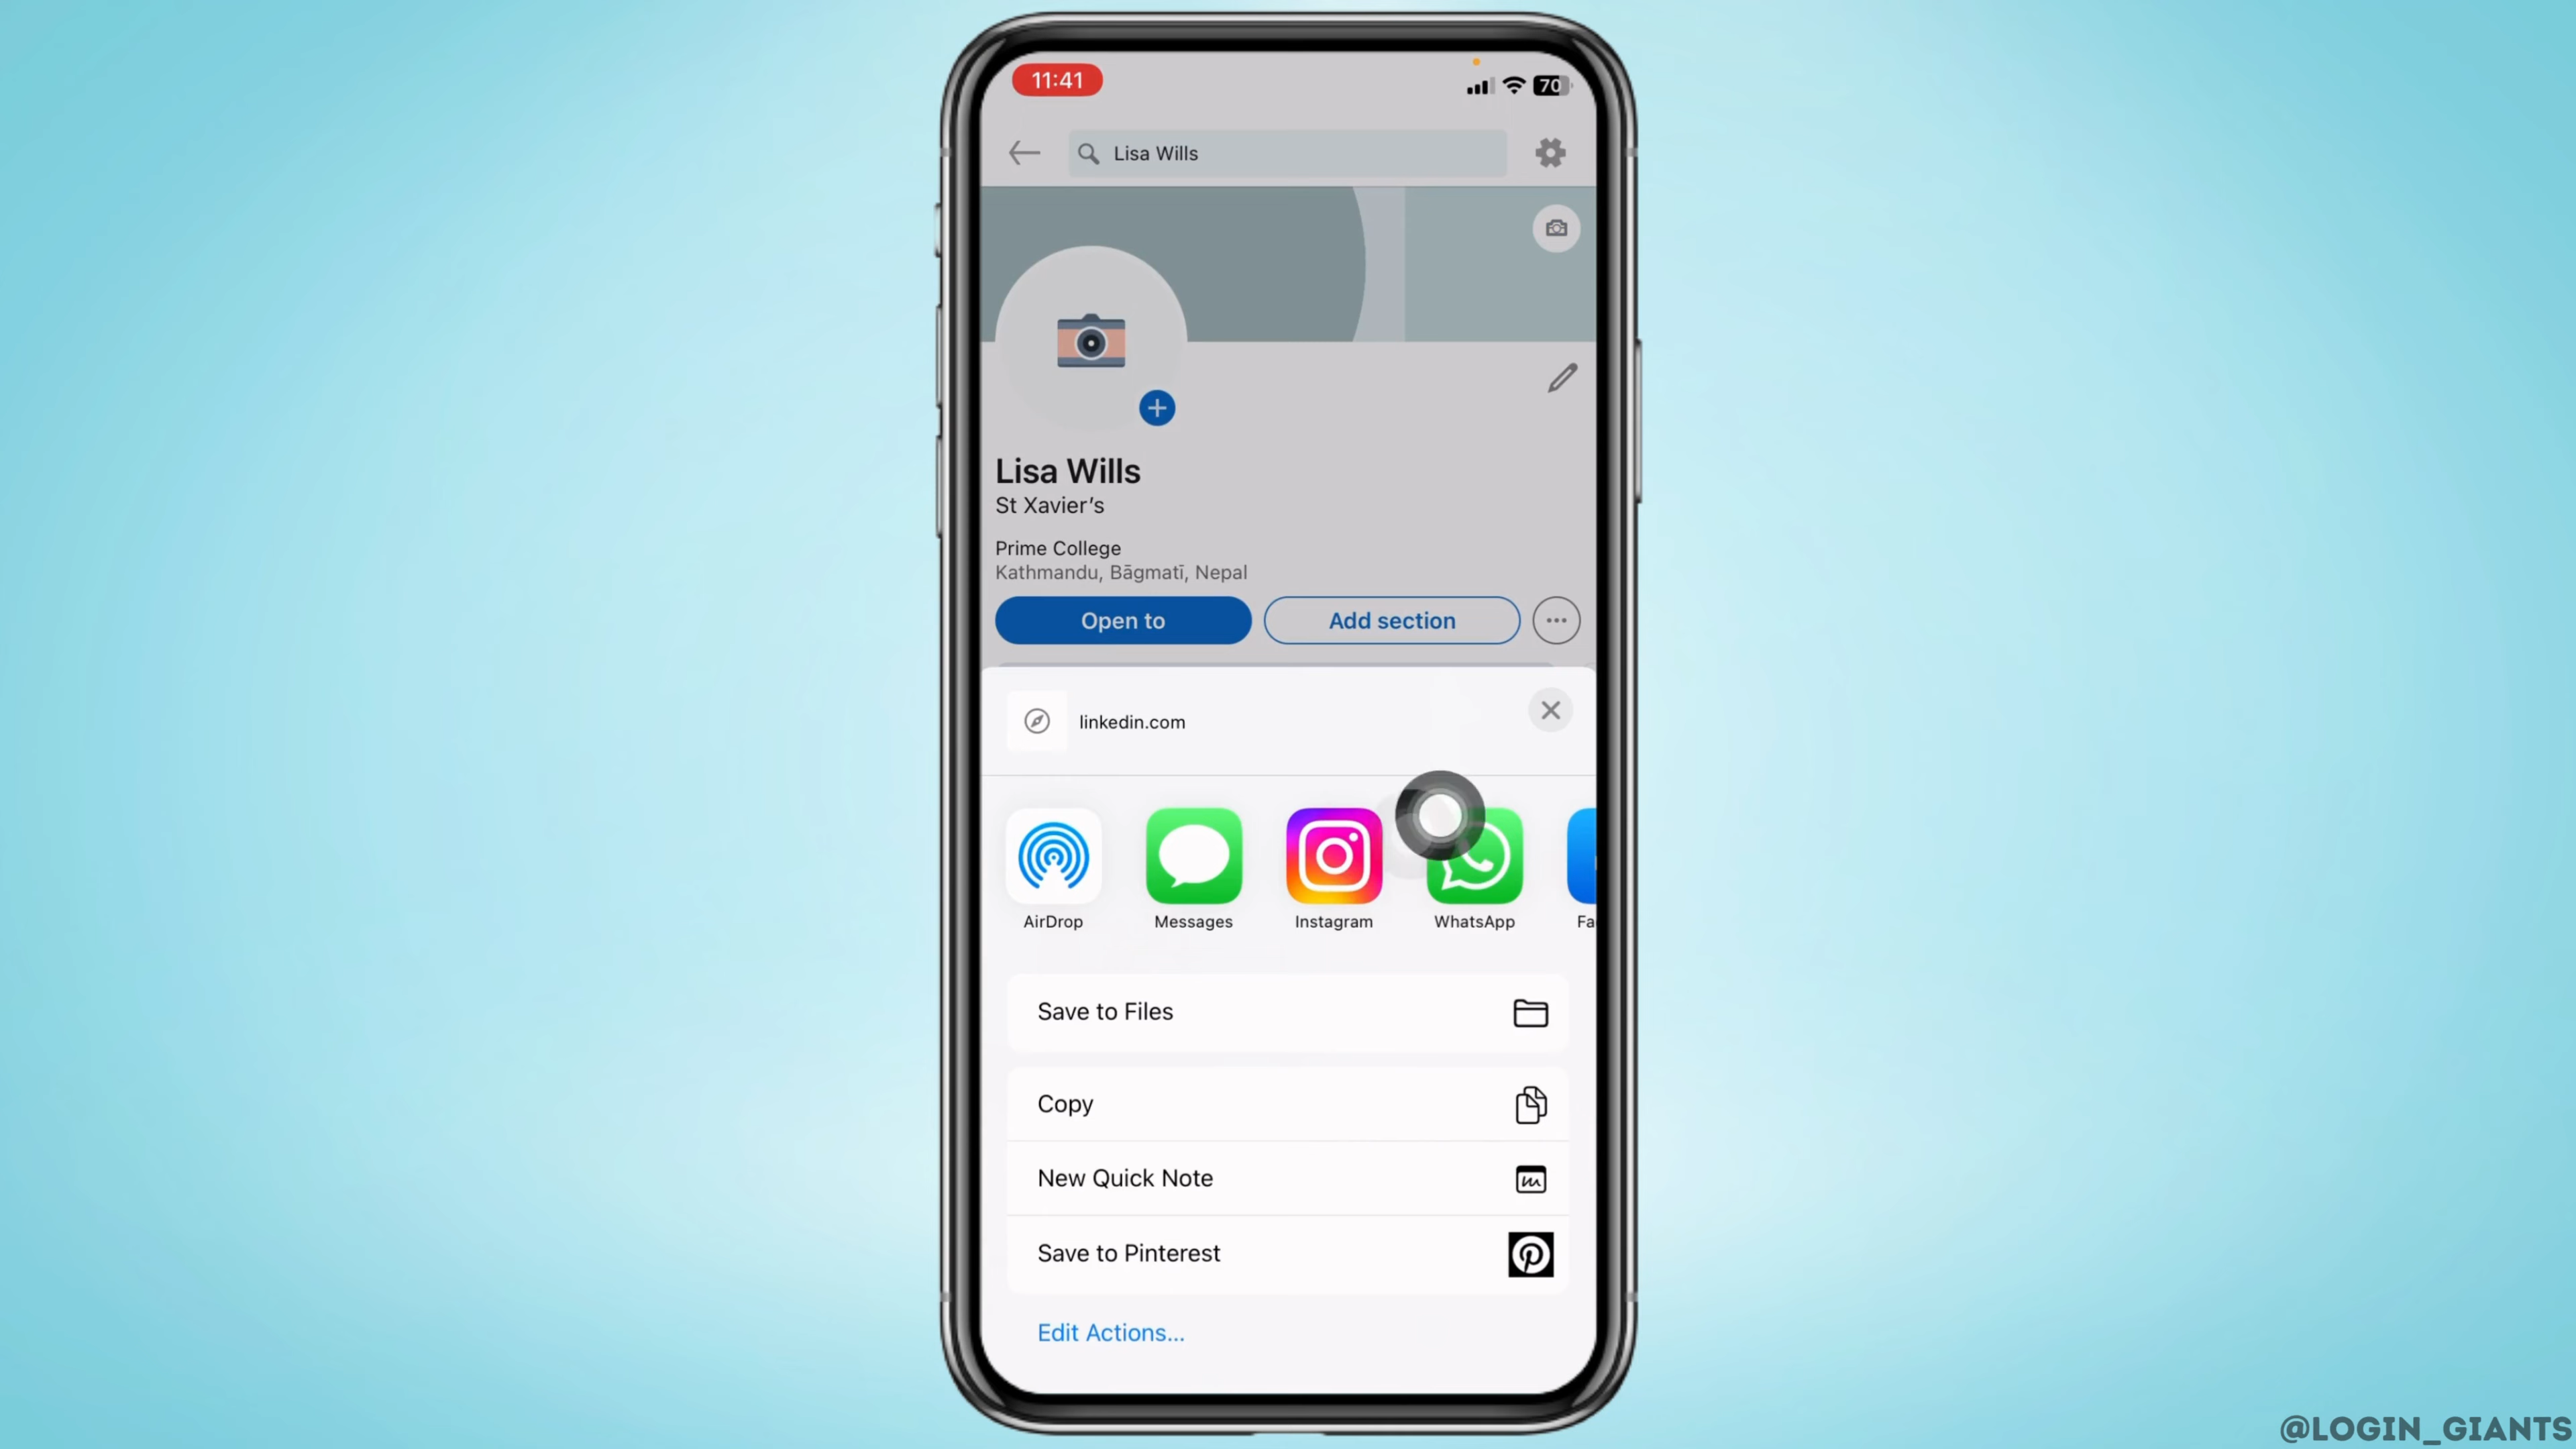 11:41
70
Lisa Wills
Lisa Wills
St Xavier's
Prime College
Kathmandu, Bāgmatī, Nepal
Open to
Add section
linkedin.com
AirDrop
Messages
Instagram
WhatsApp
Fa
Save to Files
Copy
New Quick Note
Save to Pinterest
Edit Actions...
@LOGIN_GIANTS